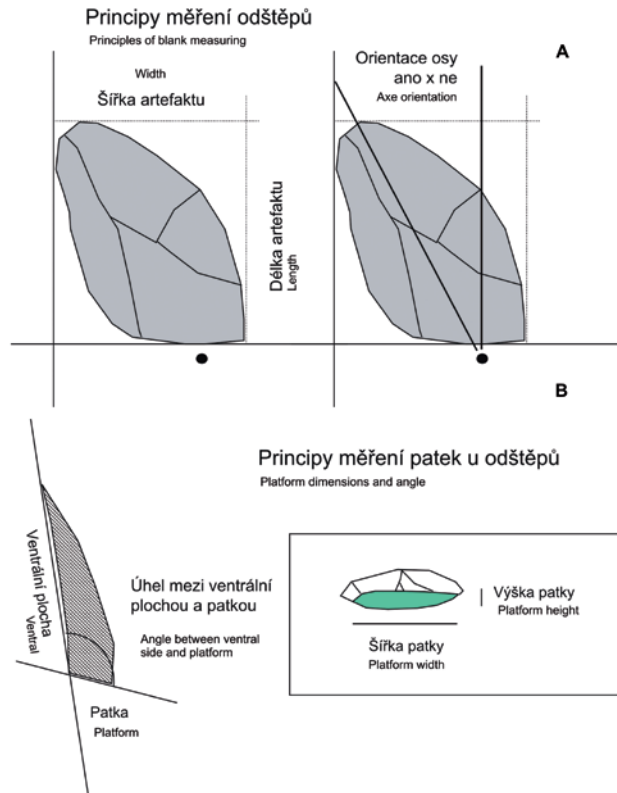 Principy měření odštěpů
Principles of blank measuring
A
Width
Šířka artefaktu
Orientace osy
ano x ne
Axe orientation
Délka artefaktu
Length
B
Principy měření patek u odštěpů
Platform dimensions and angle
Ventrální plocha
Ventral
Úhel mezi ventrální
plochou a patkou
Angle between ventral
side and platform
Výška patky
Platform height
Šířka patky
Platform width
Patka
Platform